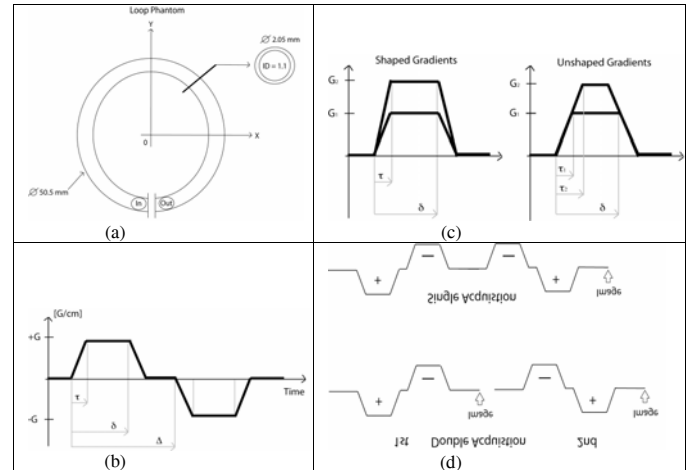 Loop Phantom
Y
Ø 2.05 mm
ID = 1.1
X
0
Ø 50.5 mm
In
Out
(a)
Shaped Gradients
Unshaped Gradients
G₂
G₁
τ
δ
G₂
G₁
τ₁
τ₂
δ
(c)
[G/cm]
+G
Time
τ
-G
δ
Δ
(b)
+ − − +
Single Acquistion
Image
+ − − +
Image
Image
1st Double Acquistion 2nd
(d)